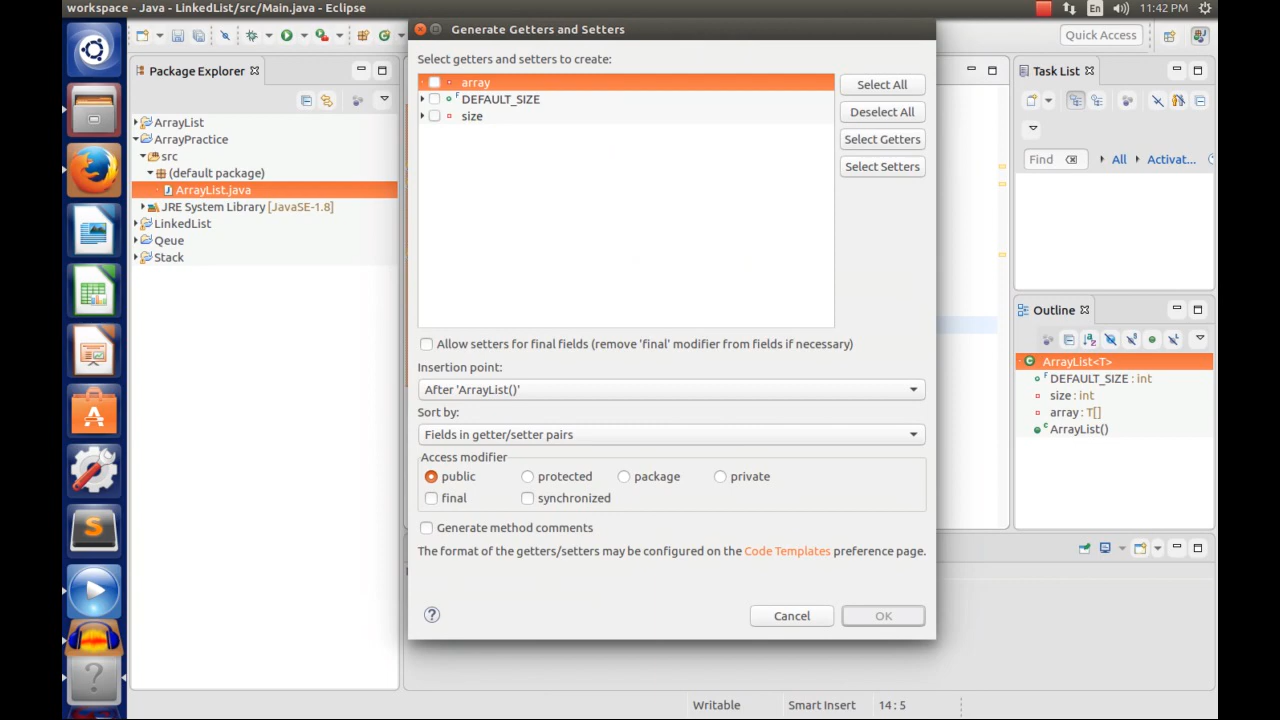 workspace - Java - LinkedList/src/Main.java - Eclipse
En
11:42 PM
Quick Access
Package Explorer
ArrayList
ArrayPractice
src
(default package)
ArrayList.java
JRE System Library [JavaSE-1.8]
LinkedList
Qeue
Stack
Generate Getters and Setters
Select getters and setters to create:
array
DEFAULT_SIZE
size
Select All
Deselect All
Select Getters
Select Setters
Allow setters for final fields (remove 'final' modifier from fields if necessary)
Insertion point:
After 'ArrayList()'
Sort by:
Fields in getter/setter pairs
Access modifier
public protected package private
final synchronized
Generate method comments
The format of the getters/setters may be configured on the Code Templates preference page.
Cancel OK
Task List
Find All Activat...
Outline
ArrayList<T>
DEFAULT_SIZE : int
size : int
array : T[]
ArrayList()
Writable Smart Insert 14 : 5